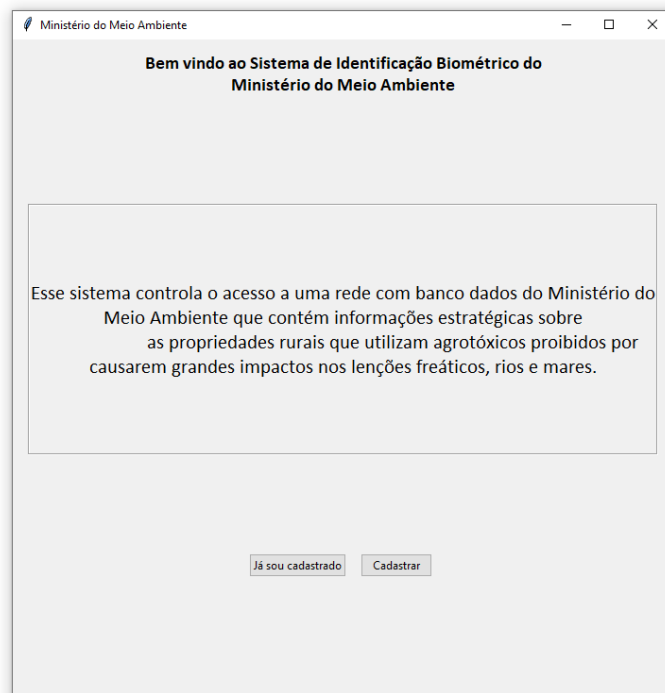 Ministério do Meio Ambiente
Bem vindo ao Sistema de Identificação Biométrico do
Ministério do Meio Ambiente
Esse sistema controla o acesso a uma rede com banco dados do Ministério do
Meio Ambiente que contém informações estratégicas sobre
as propriedades rurais que utilizam agrotóxicos proibidos por
causarem grandes impactos nos lenções freáticos, rios e mares.
Já sou cadastrado Cadastrar